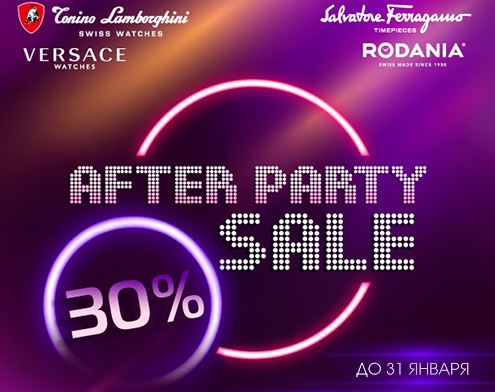 Tonino Lamborghini
SWISS WATCHES
VERSACE
WATCHES
Salvatore Ferragamo
TIMEPIECES
RODANIA®
SWISS MADE SINCE 1930
AFTER PARTY
SALE
30%
ДО 31 ЯНВАРЯ